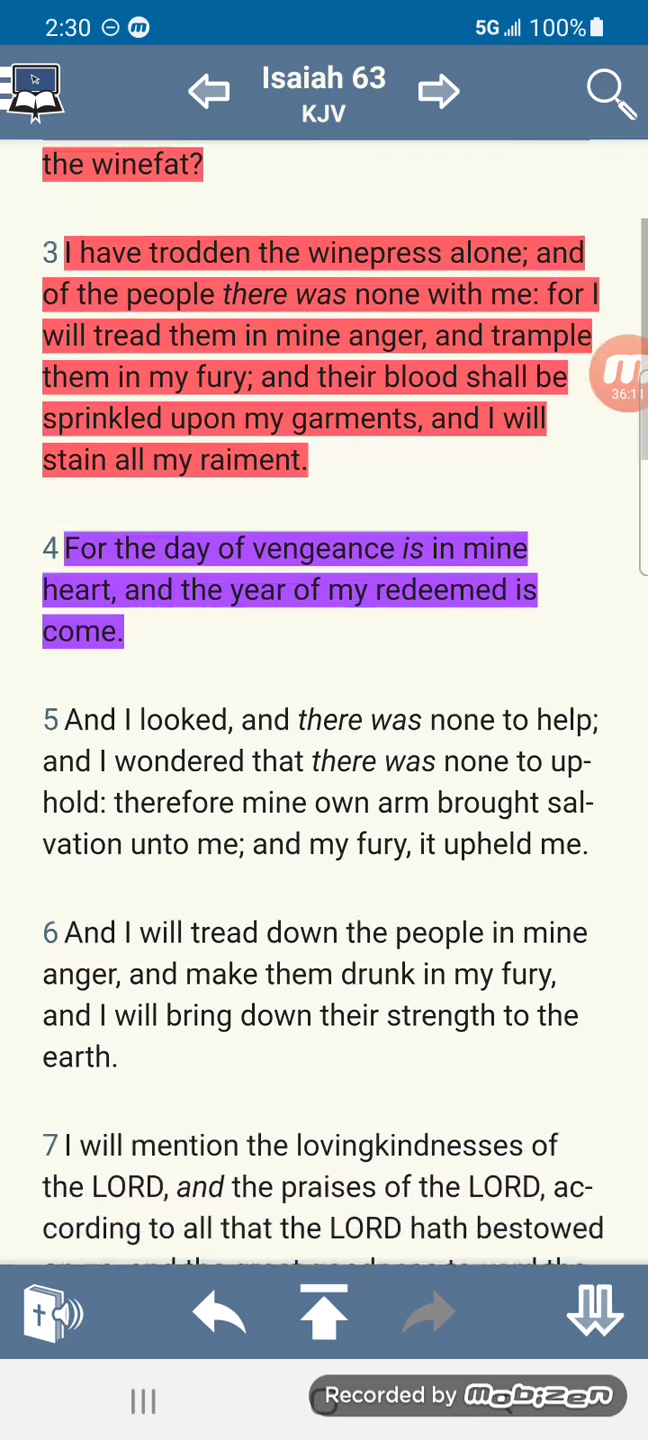 2:30
5G 100%
Isaiah 63
KJV
the winefat?
3 I have trodden the winepress alone; and
of the people there was none with me: for I
will tread them in mine anger, and trample
them in my fury; and their blood shall be
sprinkled upon my garments, and I will
stain all my raiment.
36:11
4 For the day of vengeance is in mine
heart, and the year of my redeemed is
come.
5 And I looked, and there was none to help;
and I wondered that there was none to up-
hold: therefore mine own arm brought sal-
vation unto me; and my fury, it upheld me.
6 And I will tread down the people in mine
anger, and make them drunk in my fury,
and I will bring down their strength to the
earth.
7 I will mention the lovingkindnesses of
the LORD, and the praises of the LORD, ac-
cording to all that the LORD hath bestowed
Recorded by mobizen